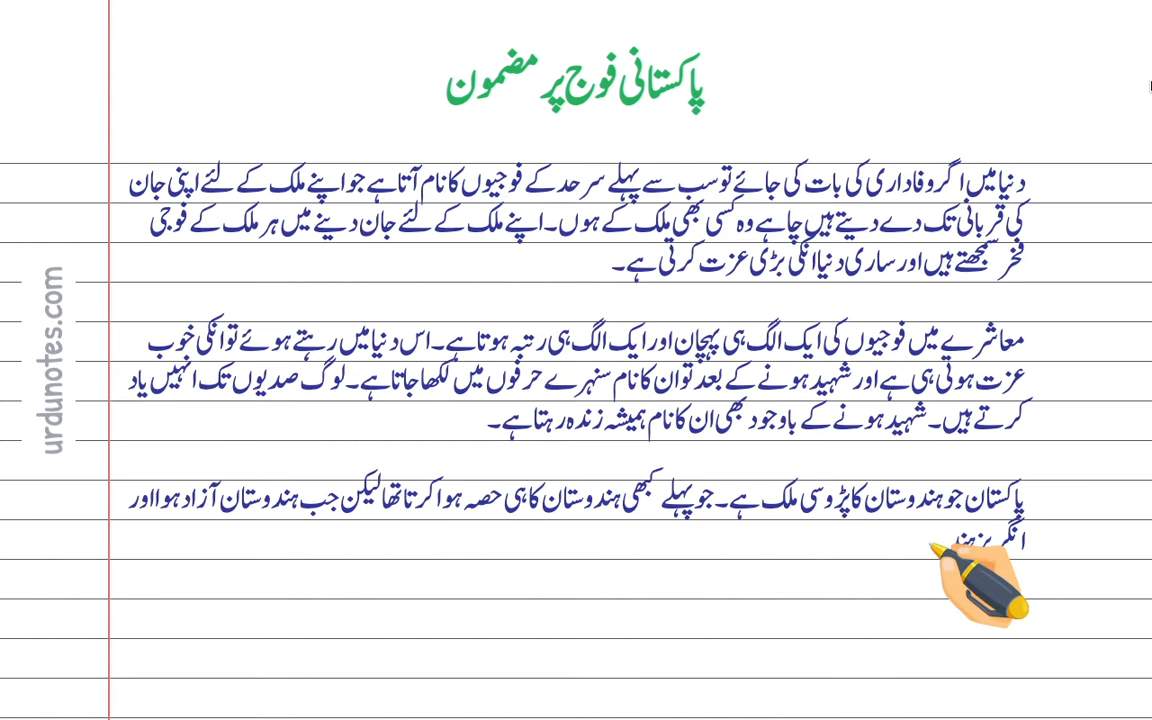 پاکستانی فوج پر مضمون
دنیا میں اگر وفاداری کی بات کی جائے تو سب سے پہلے سرحد کے فوجیوں کا نام آتا ہے جو اپنے ملک کے لئے اپنی جان
کی قربانی تک دے دیتے ہیں چاہے وہ کسی بھی ملک کے ہوں۔ اپنے ملک کے لئے جان دینے میں ہر ملک کے فوجی
فخر سمجھتے ہیں اور ساری دنیا انکی بڑی عزت کرتی ہے۔
معاشرے میں فوجیوں کی ایک الگ ہی پہچان اور ایک الگ ہی رتبہ ہوتا ہے۔ اس دنیا میں رہتے ہوئے تو انکی خوب
عزت ہوتی ہی ہے اور شہید ہونے کے بعد تو ان کا نام سنہرے حرفوں میں لکھا جاتا ہے۔ لوگ صدیوں تک انہیں یاد
کرتے ہیں۔ شہید ہونے کے باوجود بھی ان کا نام ہمیشہ زندہ رہتا ہے۔
پاکستان جو ہندوستان کا پڑوسی ملک ہے۔ جو پہلے کبھی ہندوستان کا ہی حصہ ہوا کرتا تھا لیکن جب ہندوستان آزاد ہوا اور
انگریز
urdunotes.com